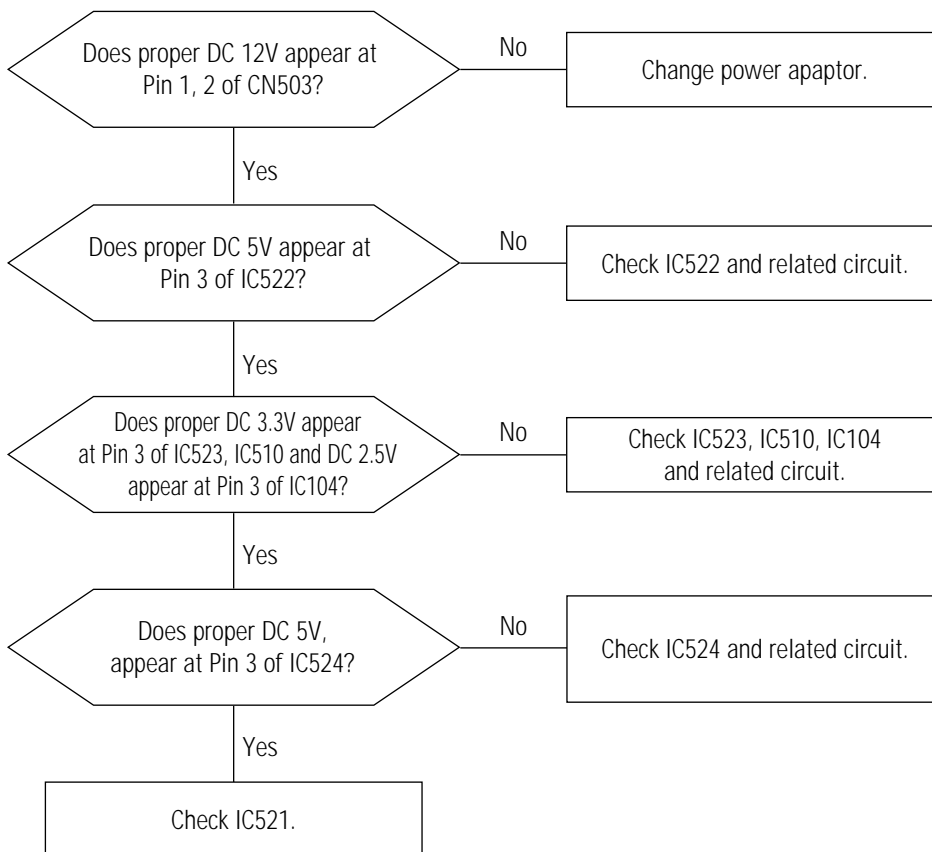 Does proper DC 12V appear at
Pin 1, 2 of CN503?
No
Change power apaptor.
Yes
Does proper DC 5V appear at
Pin 3 of IC522?
No
Check IC522 and related circuit.
Yes
Does proper DC 3.3V appear
at Pin 3 of IC523, IC510 and DC 2.5V
appear at Pin 3 of IC104?
No
Check IC523, IC510, IC104
and related circuit.
Yes
Does proper DC 5V,
appear at Pin 3 of IC524?
No
Check IC524 and related circuit.
Yes
Check IC521.